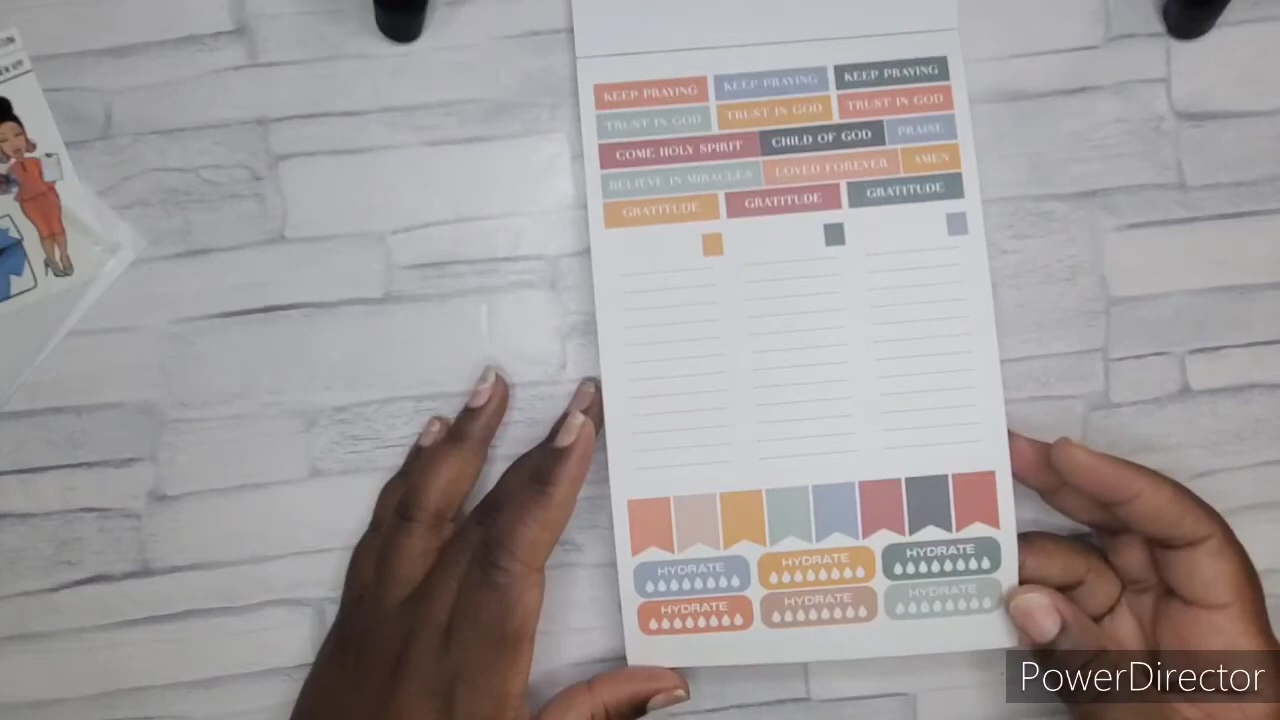 KEEP PRAYING KEEP PRAYING KEEP PRAYING
TRUST IN GOD TRUST IN GOD TRUST IN GOD
COME HOLY SPIRIT CHILD OF GOD PRAISE
BELIEVE IN MIRACLES LOVED FOREVER AMEN
GRATITUDE GRATITUDE GRATITUDE
HYDRATE HYDRATE HYDRATE
HYDRATE HYDRATE HYDRATE
PowerDirector